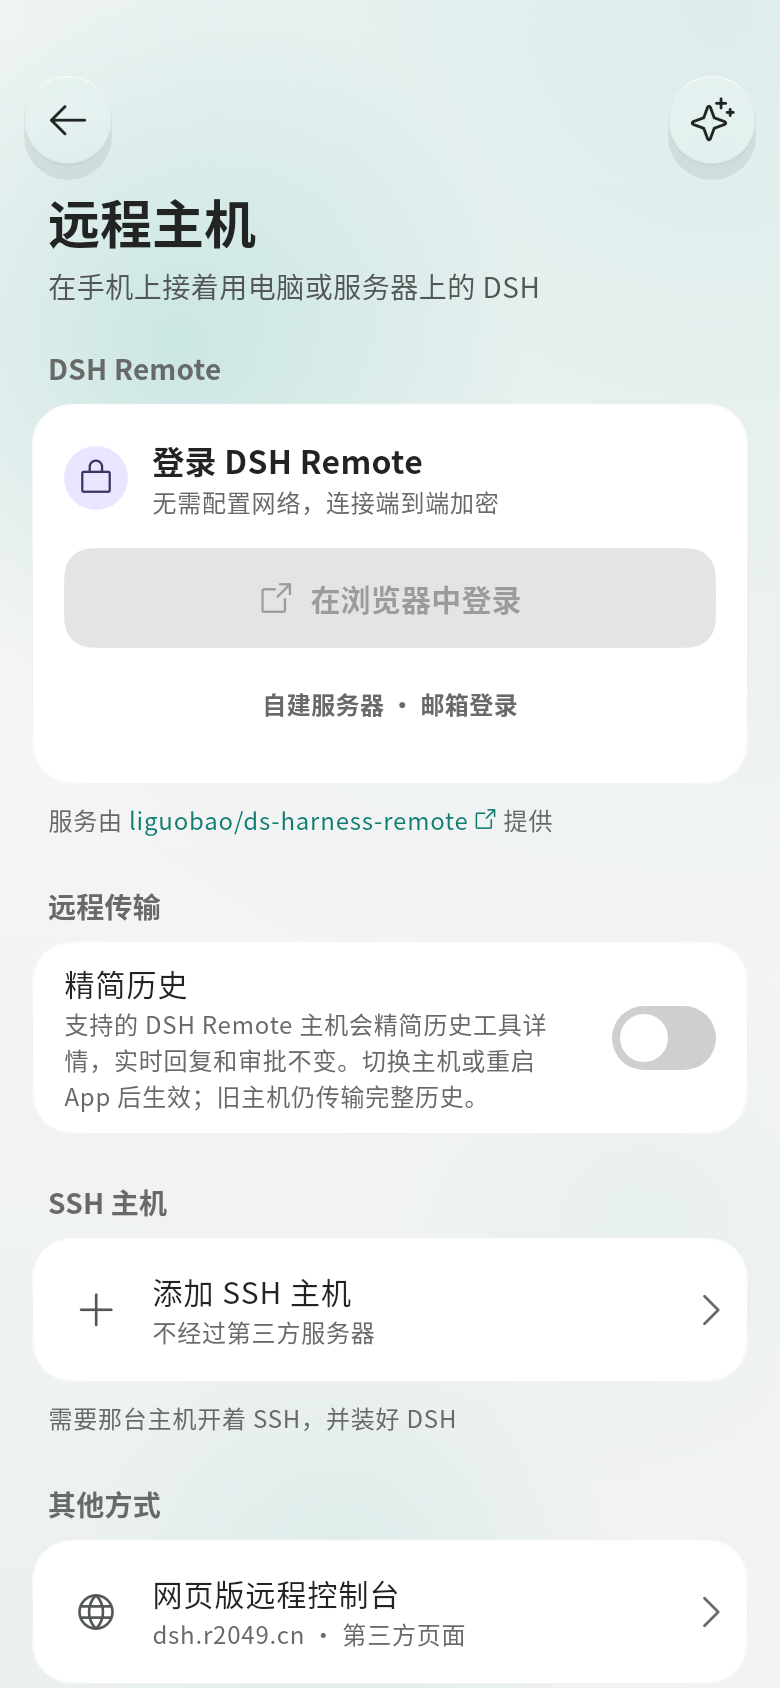 远程主机
在手机上接着用电脑或服务器上的 DSH
DSH Remote
登录 DSH Remote
无需配置网络，连接端到端加密
在浏览器中登录
自建服务器 · 邮箱登录
服务由 liguobao/ds-harness-remote 提供
远程传输
精简历史
支持的 DSH Remote 主机会精简历史工具详
情，实时回复和审批不变。切换主机或重启
App 后生效；旧主机仍传输完整历史。
SSH 主机
添加 SSH 主机
不经过第三方服务器
需要那台主机开着 SSH，并装好 DSH
其他方式
网页版远程控制台
dsh.r2049.cn · 第三方页面